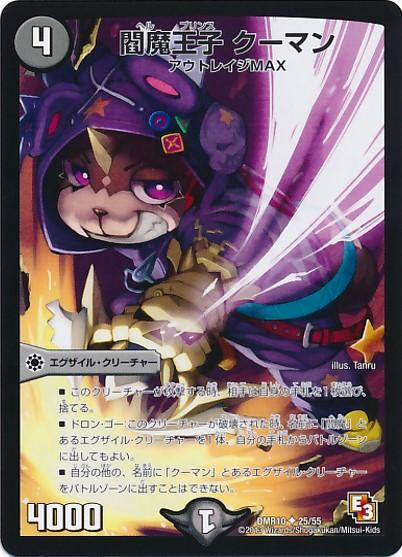 4
ヘル プリンス
閻魔王子 クーマン
アウトレイジMAX
illus. Tanru
エグザイル・クリーチャー
■ このクリーチャーが攻撃する時、相手は自身の手札を1枚選び、
捨てる。
■ ドロン・ゴー:このクリーチャーが破壊された時、名前に「閻魔」と
あるエグザイル・クリーチャーを1体、自分の手札からバトルゾーン
に出してもよい。
■ 自分の他の、名前に「クーマン」とあるエグザイル・クリーチャー
をバトルゾーンに出すことはできない。
4000
1
DMR10 ◆ 25/55
©2013 Wizards/Shogakukan/Mitsui-Kids
E3